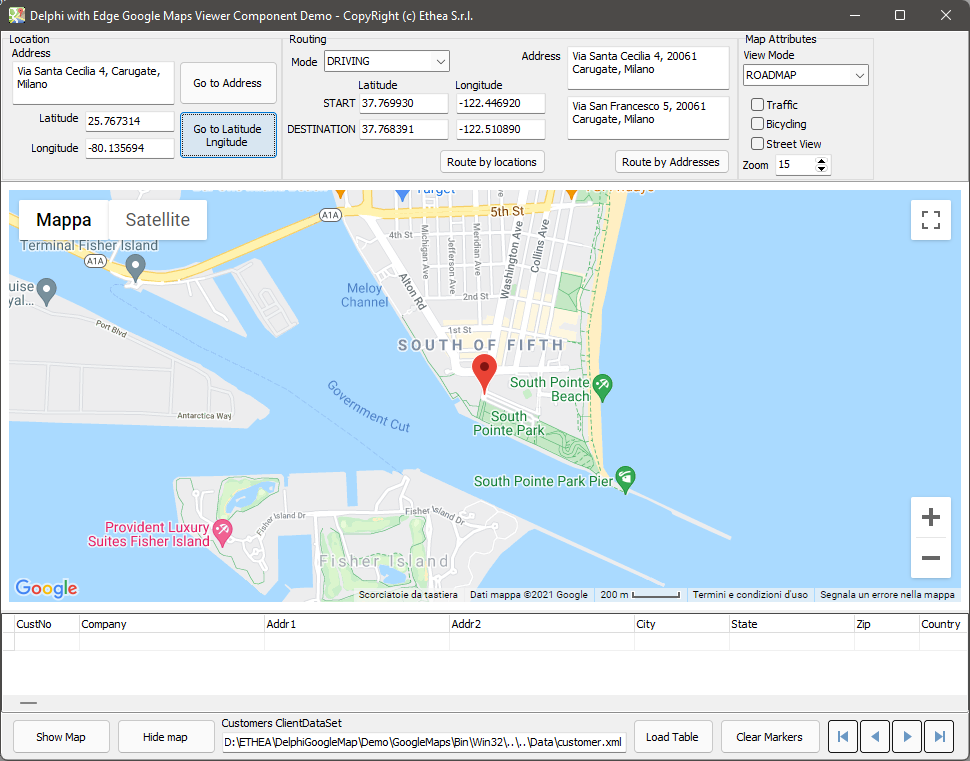 Delphi with Edge Google Maps Viewer Component Demo - CopyRight (c) Ethea S.r.l.
Location
Address
Via Santa Cecilia 4, Carugate,
Milano
Go to Address
Latitude
25.767314
Longitude
-80.135694
Go to Latitude
Lngitude
Routing
Mode
DRIVING
Latitude
Longitude
START
37.769930
-122.446920
DESTINATION
37.768391
-122.510890
Route by locations
Address
Via Santa Cecilia 4, 20061
Carugate, Milano
Via San Francesco 5, 20061
Carugate, Milano
Route by Addresses
Map Attributes
View Mode
ROADMAP
Traffic
Bicycling
Street View
Zoom
15
Mappa
Satellite
Target
5th St
A1A
4th St
Terminal Fisher Island
A1A
Michigan Ave
Jefferson Ave
Meridian Ave
Washington Ave
Collins Ave
Alton Rd
2nd St
Meloy
Channel
1st St
SOUTH OF FIFTH
Port Blvd
South Pointe
Beach
Antarctica Way
Government Cut
South
Pointe Park
South Pointe Park Pier
Fisher Island Dr
Fisher Island Dr
Provident Luxury
Suites Fisher Island
Fisher Island
Google
Scorciatoie da tastiera
Dati mappa ©2021 Google
200 m
Termini e condizioni d'uso
Segnala un errore nella mappa
CustNo
Company
Addr1
Addr2
City
State
Zip
Country
Show Map
Hide map
Customers ClientDataSet
D:\ETHEA\DelphiGoogleMap\Demo\GoogleMaps\Bin\Win32\..\..\Data\customer.xml
Load Table
Clear Markers